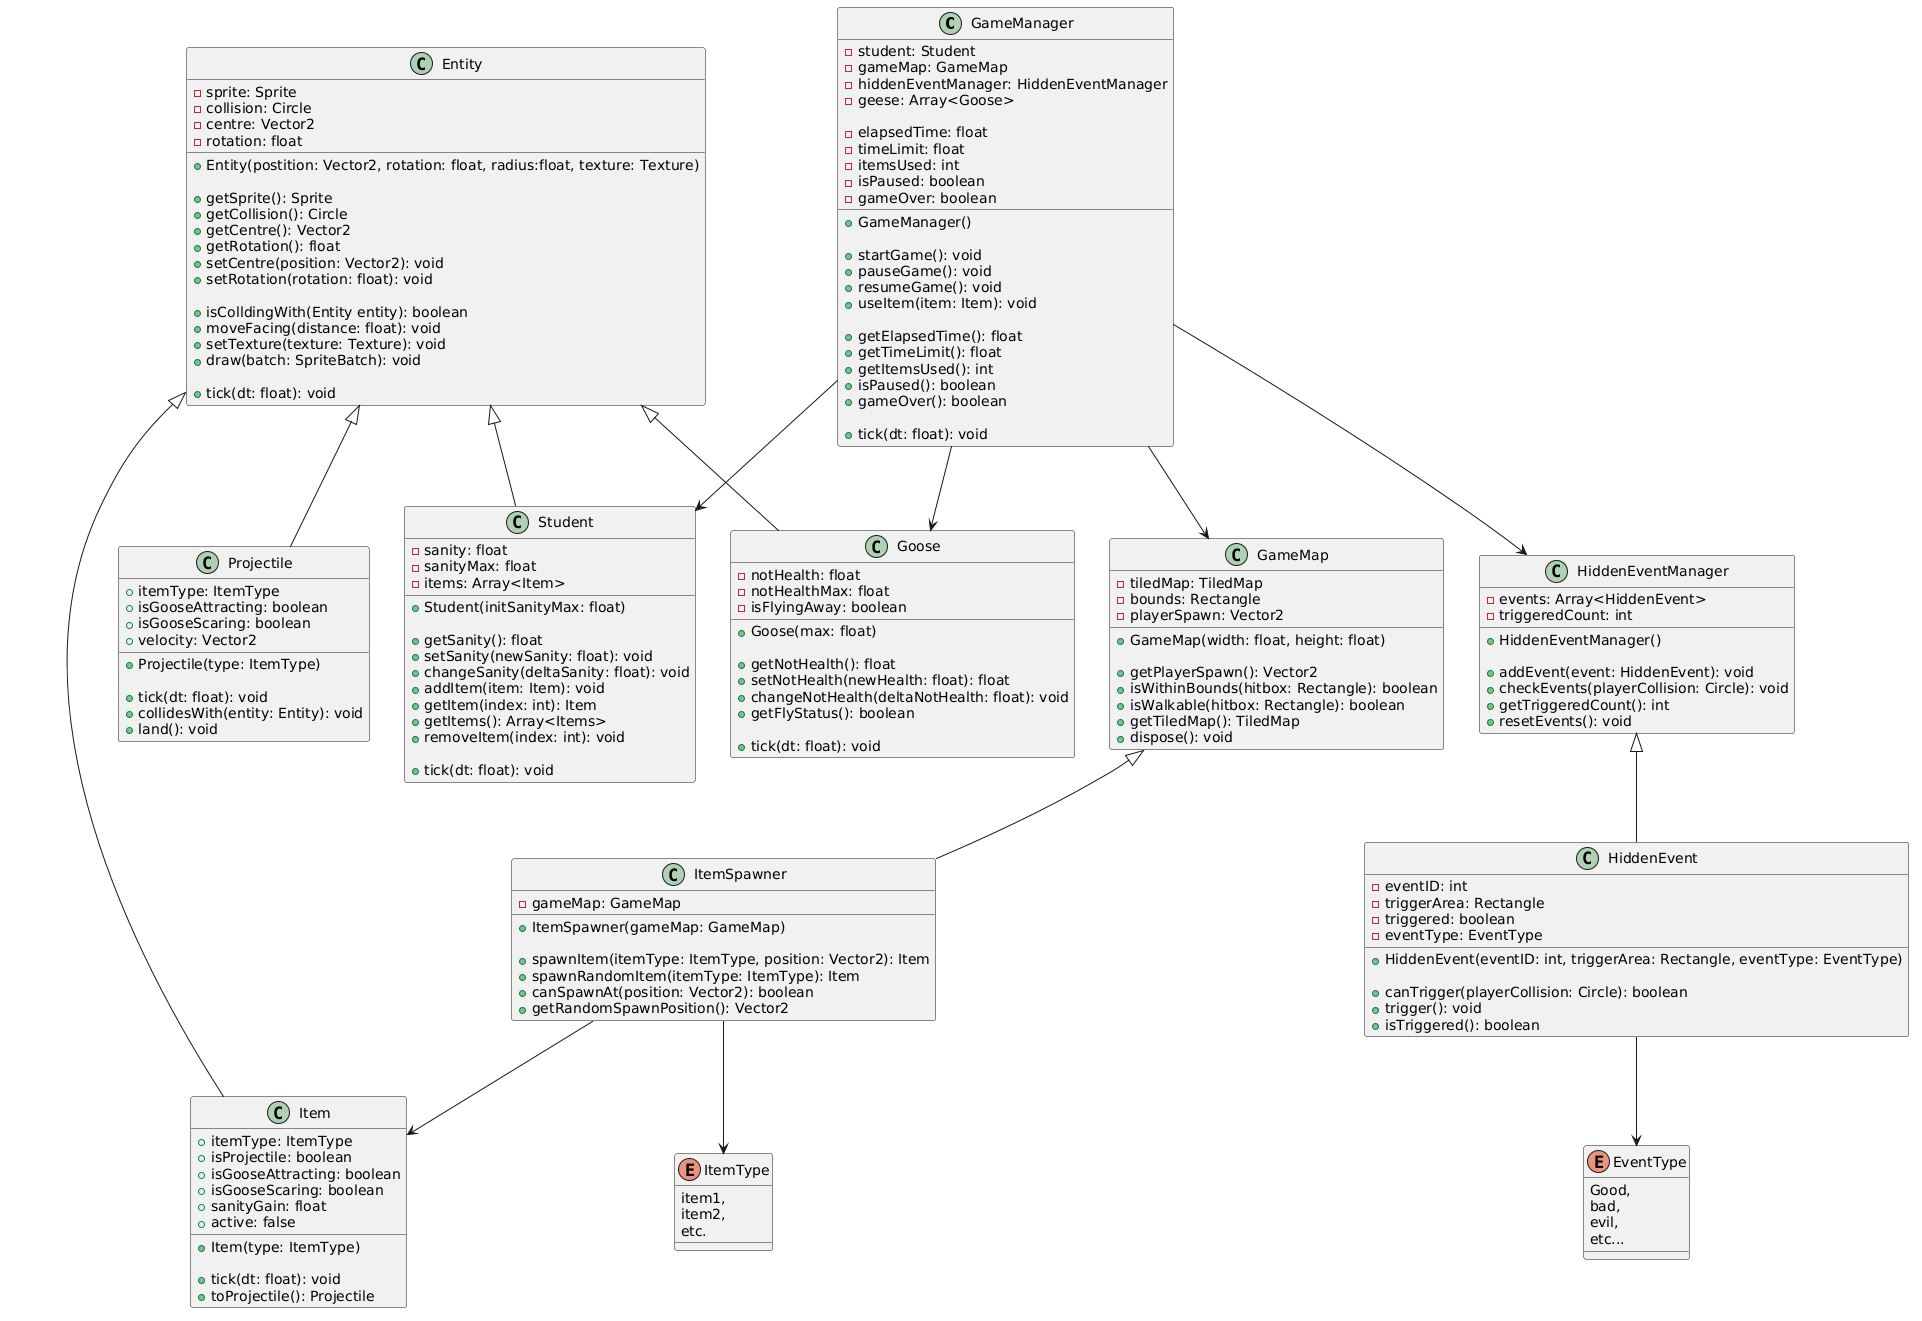 C GameManager
student: Student
gameMap: GameMap
hiddenEventManager: HiddenEventManager
geese: Array<Goose>
elapsedTime: float
timeLimit: float
itemsUsed: int
isPaused: boolean
gameOver: boolean
GameManager()
startGame(): void
pauseGame(): void
resumeGame(): void
useItem(item: Item): void
getElapsedTime(): float
getTimeLimit(): float
getItemsUsed(): int
isPaused(): boolean
gameOver(): boolean
tick(dt: float): void
C Entity
sprite: Sprite
collision: Circle
centre: Vector2
rotation: float
Entity(postition: Vector2, rotation: float, radius:float, texture: Texture)
getSprite(): Sprite
getCollision(): Circle
getCentre(): Vector2
getRotation(): float
setCentre(position: Vector2): void
setRotation(rotation: float): void
isColldingWith(Entity entity): boolean
moveFacing(distance: float): void
setTexture(texture: Texture): void
draw(batch: SpriteBatch): void
tick(dt: float): void
C Projectile
itemType: ItemType
isGooseAttracting: boolean
isGooseScaring: boolean
velocity: Vector2
Projectile(type: ItemType)
tick(dt: float): void
collidesWith(entity: Entity): void
land(): void
C Student
sanity: float
sanityMax: float
items: Array<Item>
Student(initSanityMax: float)
getSanity(): float
setSanity(newSanity: float): void
changeSanity(deltaSanity: float): void
addItem(item: Item): void
getItem(index: int): Item
getItems(): Array<Items>
removeItem(index: int): void
tick(dt: float): void
C Goose
notHealth: float
notHealthMax: float
isFlyingAway: boolean
Goose(max: float)
getNotHealth(): float
setNotHealth(newHealth: float): float
changeNotHealth(deltaNotHealth: float): void
getFlyStatus(): boolean
tick(dt: float): void
C GameMap
tiledMap: TiledMap
bounds: Rectangle
playerSpawn: Vector2
GameMap(width: float, height: float)
getPlayerSpawn(): Vector2
isWithinBounds(hitbox: Rectangle): boolean
isWalkable(hitbox: Rectangle): boolean
getTiledMap(): TiledMap
dispose(): void
C HiddenEventManager
events: Array<HiddenEvent>
triggeredCount: int
HiddenEventManager()
addEvent(event: HiddenEvent): void
checkEvents(playerCollision: Circle): void
getTriggeredCount(): int
resetEvents(): void
C ItemSpawner
gameMap: GameMap
ItemSpawner(gameMap: GameMap)
spawnItem(itemType: ItemType, position: Vector2): Item
spawnRandomItem(itemType: ItemType): Item
canSpawnAt(position: Vector2): boolean
getRandomSpawnPosition(): Vector2
C HiddenEvent
eventID: int
triggerArea: Rectangle
triggered: boolean
eventType: EventType
HiddenEvent(eventID: int, triggerArea: Rectangle, eventType: EventType)
canTrigger(playerCollision: Circle): boolean
trigger(): void
isTriggered(): boolean
C Item
itemType: ItemType
isProjectile: boolean
isGooseAttracting: boolean
isGooseScaring: boolean
sanityGain: float
active: false
Item(type: ItemType)
tick(dt: float): void
toProjectile(): Projectile
E ItemType
item1,
item2,
etc.
E EventType
Good,
bad,
evil,
etc...